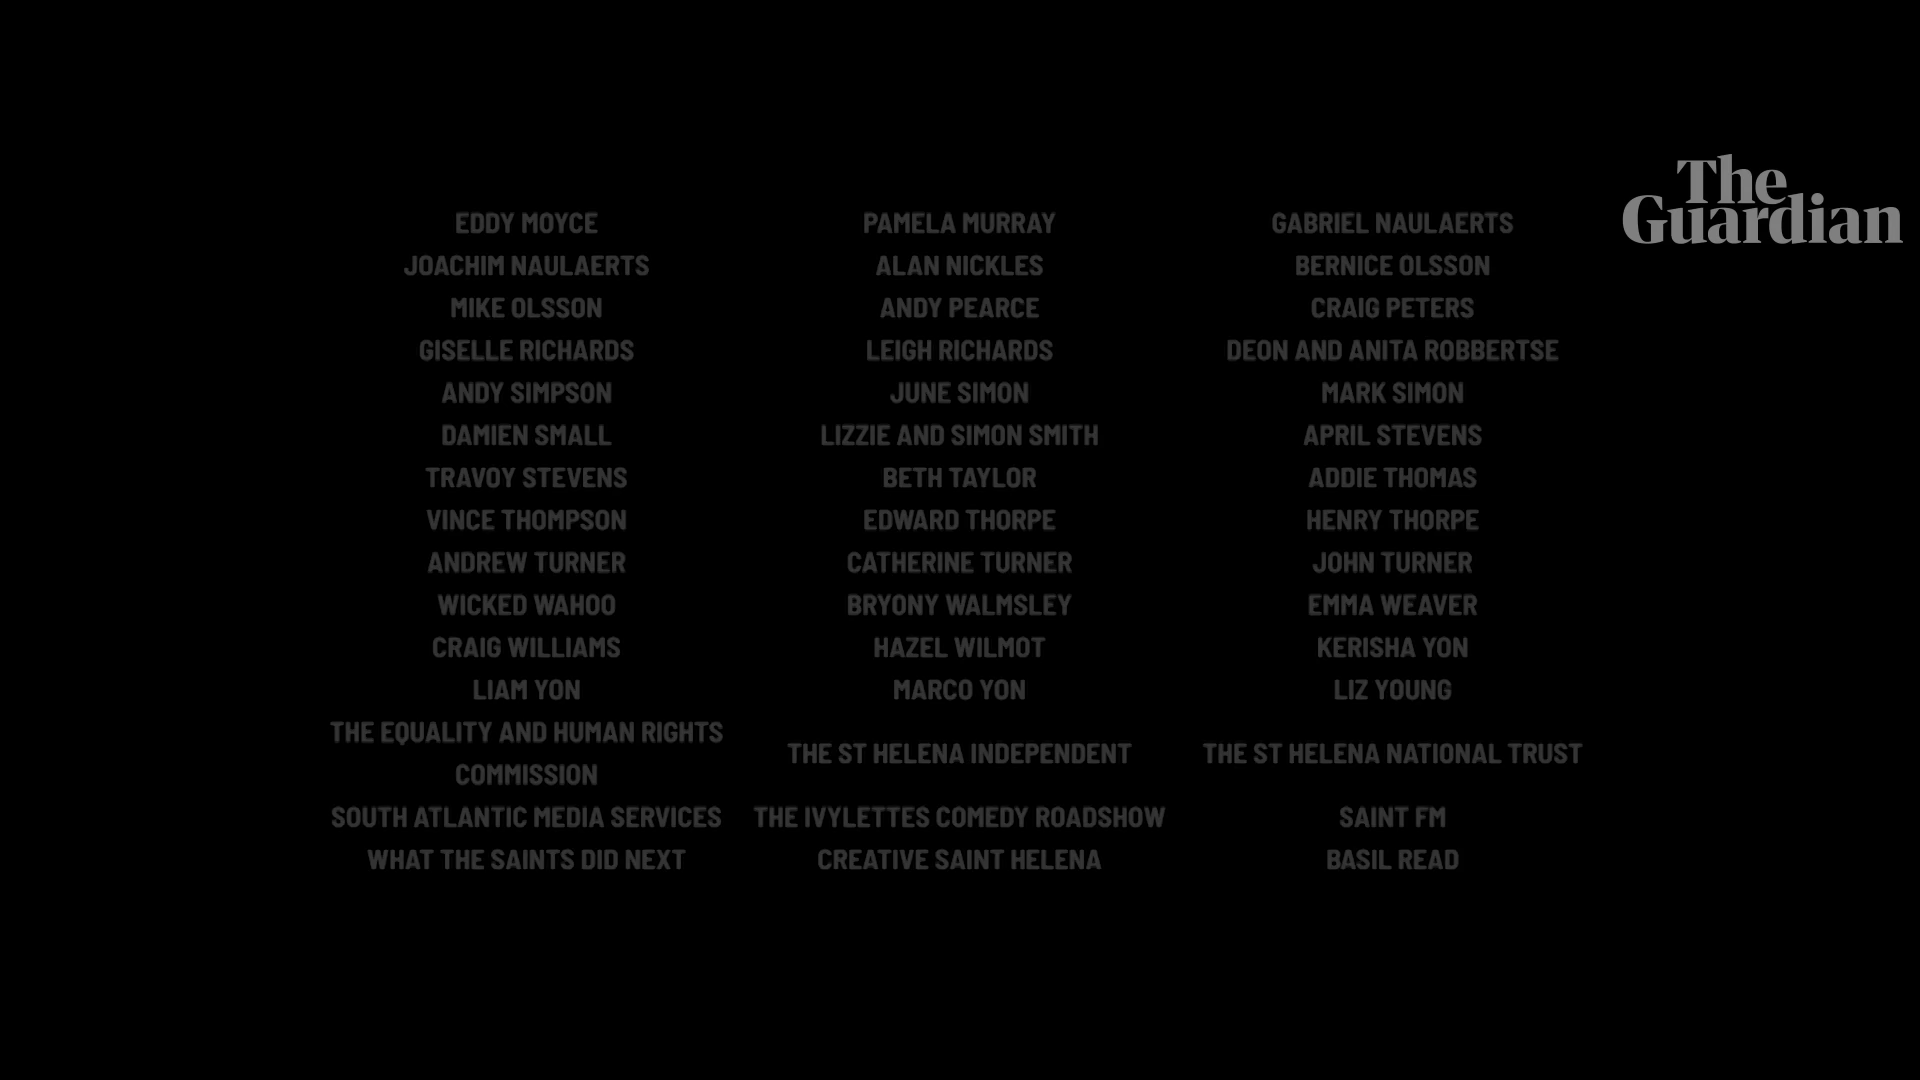 The
Guardian
EDDY MOYCE
PAMELA MURRAY
GABRIEL NAULAERTS
JOACHIM NAULAERTS
ALAN NICKLES
BERNICE OLSSON
MIKE OLSSON
ANDY PEARCE
CRAIG PETERS
GISELLE RICHARDS
LEIGH RICHARDS
DEON AND ANITA ROBBERTSE
ANDY SIMPSON
JUNE SIMON
MARK SIMON
DAMIEN SMALL
LIZZIE AND SIMON SMITH
APRIL STEVENS
TRAVOY STEVENS
BETH TAYLOR
ADDIE THOMAS
VINCE THOMPSON
EDWARD THORPE
HENRY THORPE
ANDREW TURNER
CATHERINE TURNER
JOHN TURNER
WICKED WAHOO
BRYONY WALMSLEY
EMMA WEAVER
CRAIG WILLIAMS
HAZEL WILMOT
KERISHA YON
LIAM YON
MARCO YON
LIZ YOUNG
THE EQUALITY AND HUMAN RIGHTS
COMMISSION
THE ST HELENA INDEPENDENT
THE ST HELENA NATIONAL TRUST
SOUTH ATLANTIC MEDIA SERVICES
THE IVYLETTES COMEDY ROADSHOW
SAINT FM
WHAT THE SAINTS DID NEXT
CREATIVE SAINT HELENA
BASIL READ